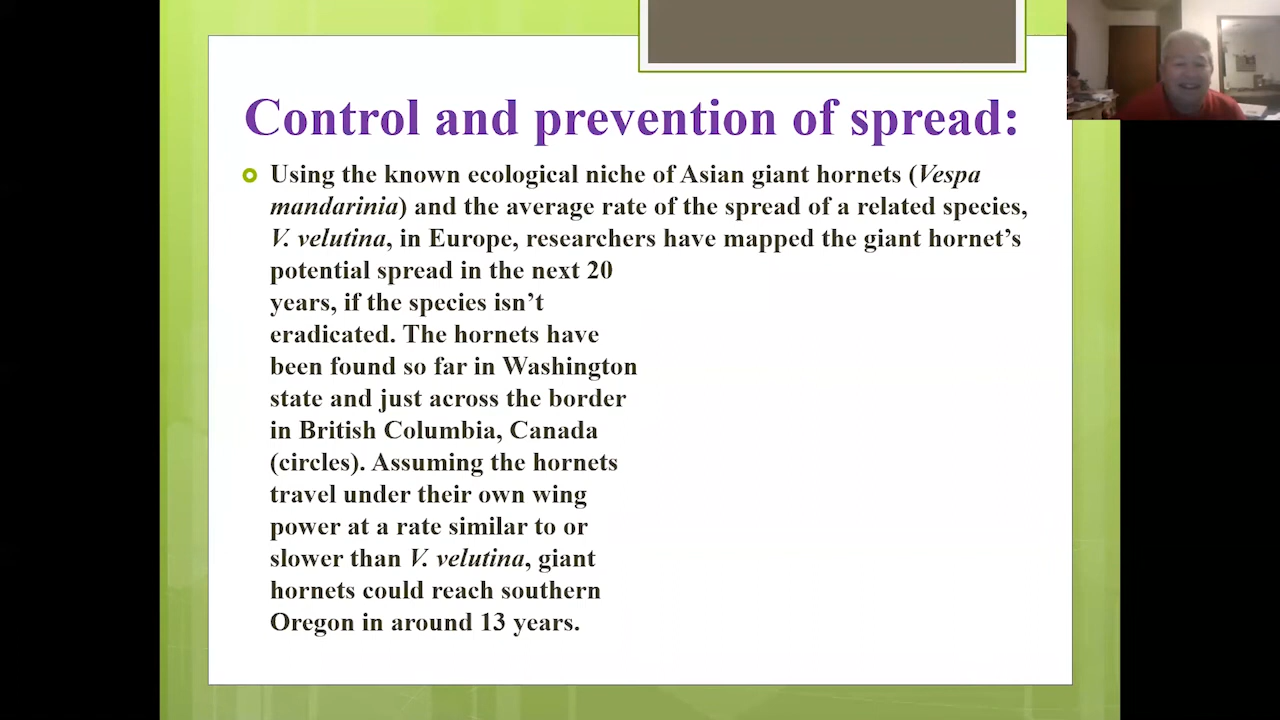 Control and prevention of spread:
Using the known ecological niche of Asian giant hornets (Vespa
mandarinia) and the average rate of the spread of a related species,
V. velutina, in Europe, researchers have mapped the giant hornet’s
potential spread in the next 20
years, if the species isn’t
eradicated. The hornets have
been found so far in Washington
state and just across the border
in British Columbia, Canada
(circles). Assuming the hornets
travel under their own wing
power at a rate similar to or
slower than V. velutina, giant
hornets could reach southern
Oregon in around 13 years.